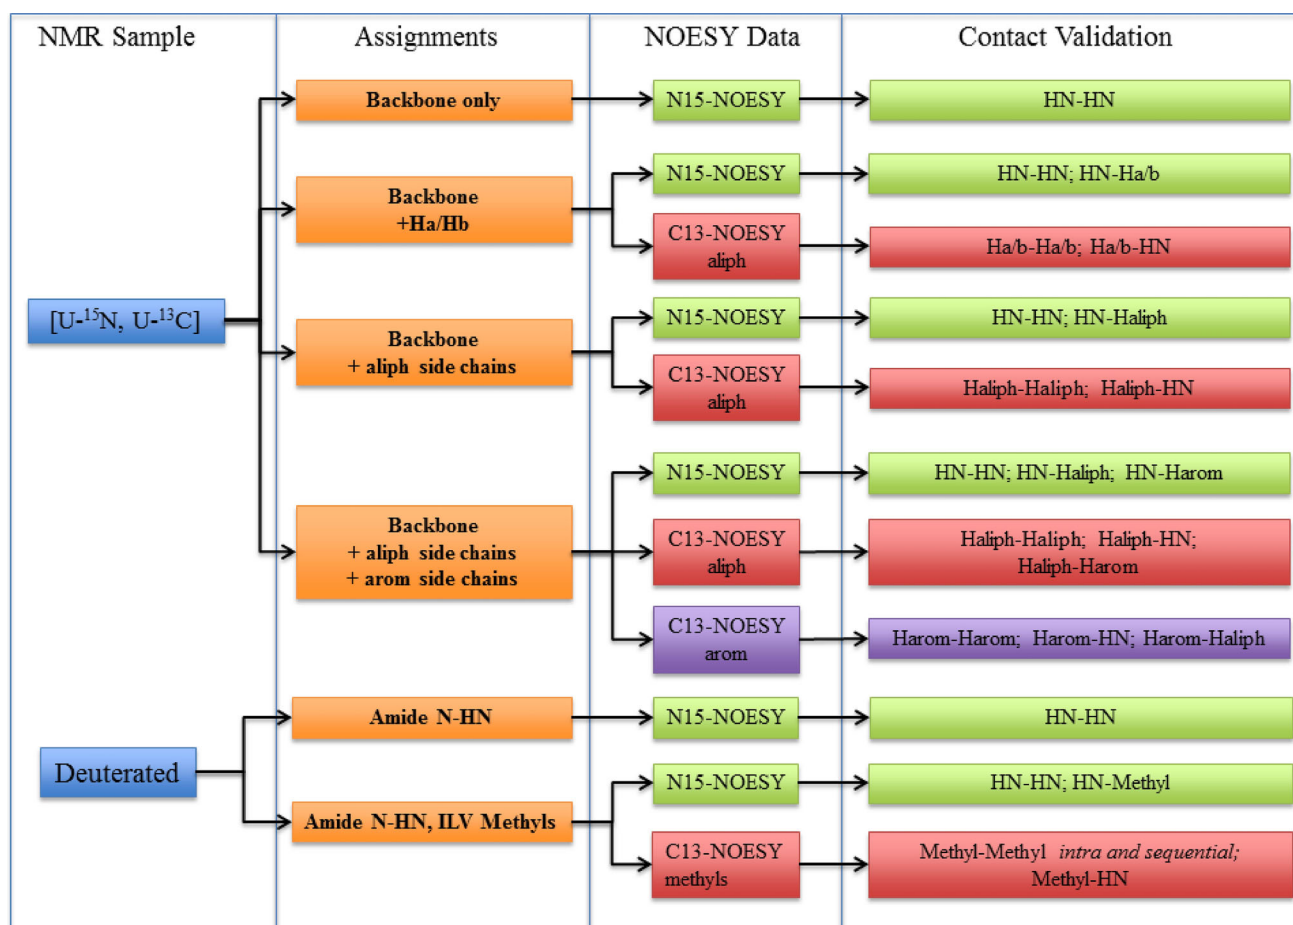 NMR Sample
Assignments
NOESY Data
Contact Validation
Backbone only
N15-NOESY
HN-HN
N15-NOESY
HN-HN; HN-Ha/b
Backbone
+Ha/Hb
C13-NOESY
aliph
Ha/b-Ha/b; Ha/b-HN
[U-¹⁵N, U-¹³C]
N15-NOESY
HN-HN; HN-Haliph
Backbone
+ aliph side chains
C13-NOESY
aliph
Haliph-Haliph; Haliph-HN
N15-NOESY
HN-HN; HN-Haliph; HN-Harom
Backbone
+ aliph side chains
+ arom side chains
C13-NOESY
aliph
Haliph-Haliph; Haliph-HN;
Haliph-Harom
C13-NOESY
arom
Harom-Harom; Harom-HN; Harom-Haliph
Deuterated
Amide N-HN
N15-NOESY
HN-HN
Amide N-HN, ILV Methyls
N15-NOESY
HN-HN; HN-Methyl
C13-NOESY
methyls
Methyl-Methyl intra and sequential;
Methyl-HN